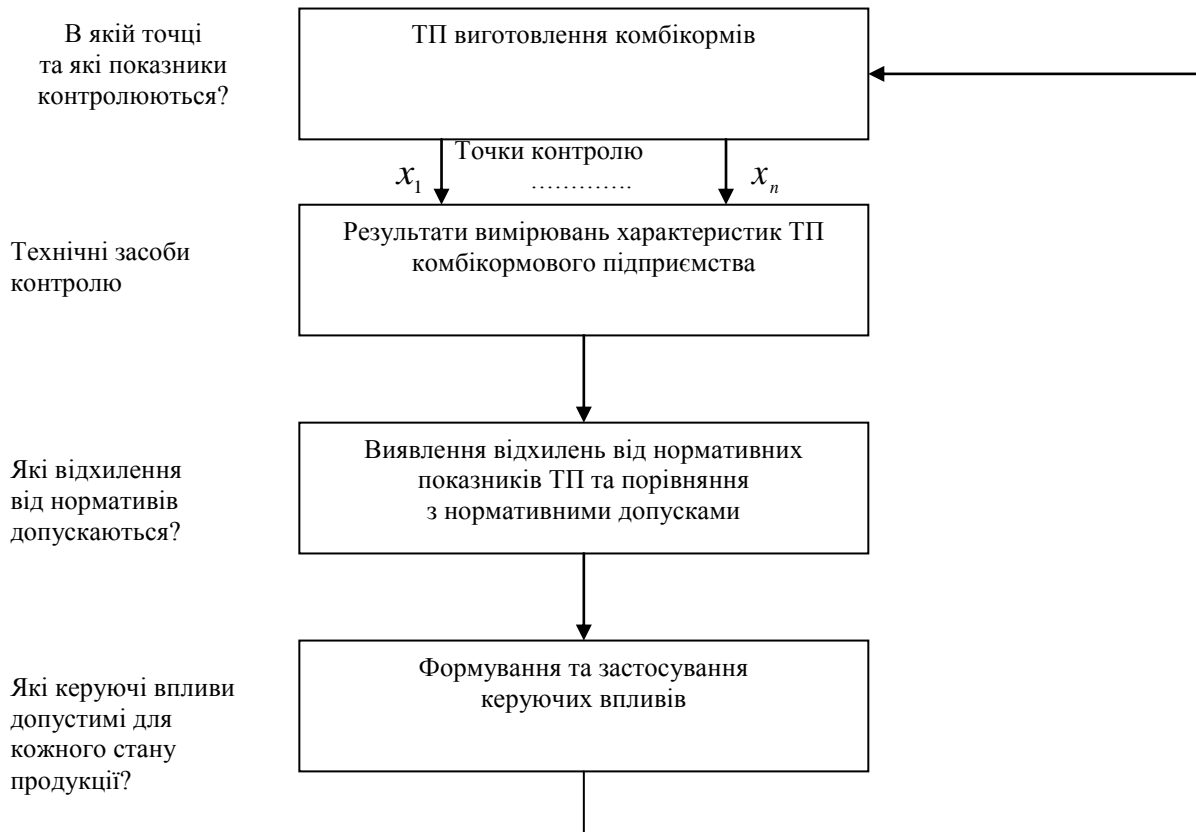 В якій точці
та які показники
контролюються?
ТП виготовлення комбікормів
Точки контролю
x₁ ............. xₙ
Технічні засоби
контролю
Результати вимірювань характеристик ТП
комбікормового підприємства
Які відхилення
від нормативів
допускаються?
Виявлення відхилень від нормативних
показників ТП та порівняння
з нормативними допусками
Які керуючі впливи
допустимі для
кожного стану
продукції?
Формування та застосування
керуючих впливів